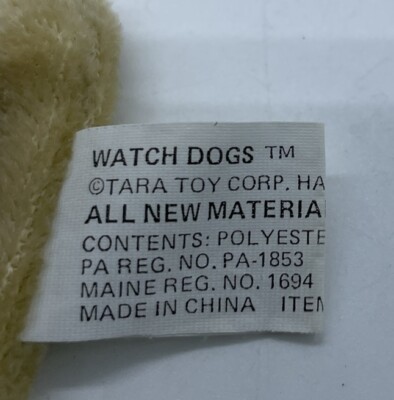 WATCH DOGS ™
©TARA TOY CORP. HA
ALL NEW MATERIA
CONTENTS: POLYESTE
PA REG. NO. PA-1853
MAINE REG. NO. 1694
MADE IN CHINA ITEM